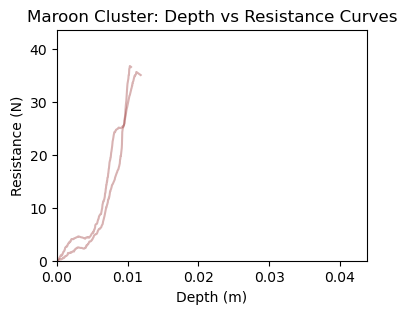 Maroon Cluster: Depth vs Resistance Curves
Resistance (N)
40
30
20
10
0
0.00 0.01 0.02 0.03 0.04
Depth (m)